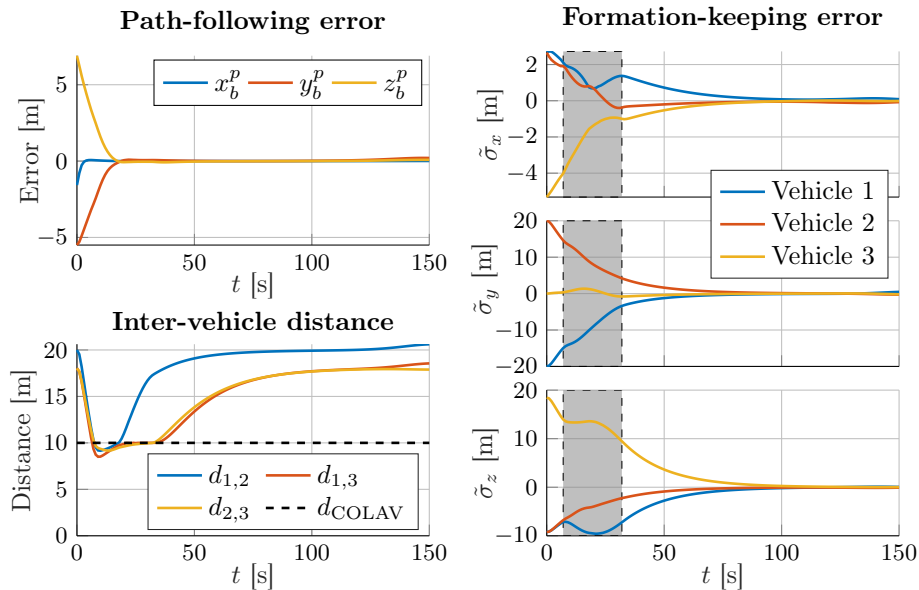 Path-following error
Error [m]
5
0
−5
x_b^p y_b^p z_b^p
0 50 100 150
t [s]
Inter-vehicle distance
Distance [m]
20
10
0
d_{1,2} d_{1,3}
d_{2,3} d_{COLAV}
0 50 100 150
t [s]
Formation-keeping error
σ̃_x [m]
2
0
−2
−4
Vehicle 1
Vehicle 2
Vehicle 3
σ̃_y [m]
20
10
0
−10
−20
σ̃_z [m]
20
10
0
−10
0 50 100 150
t [s]